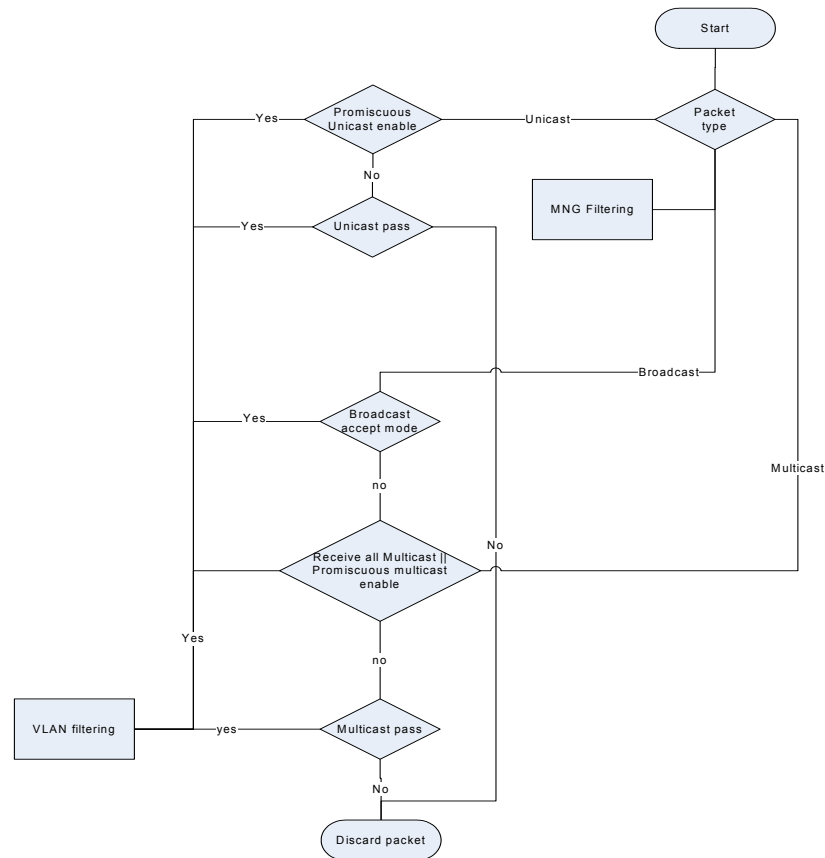 Start
Promiscuous
Unicast enable
Yes
Unicast
Packet
type
No
MNG Filtering
Yes
Unicast pass
Broadcast
Yes
Broadcast
accept mode
Multicast
no
No
Receive all Multicast ||
Promiscuous multicast
enable
Yes
no
VLAN filtering
yes
Multicast pass
No
Discard packet